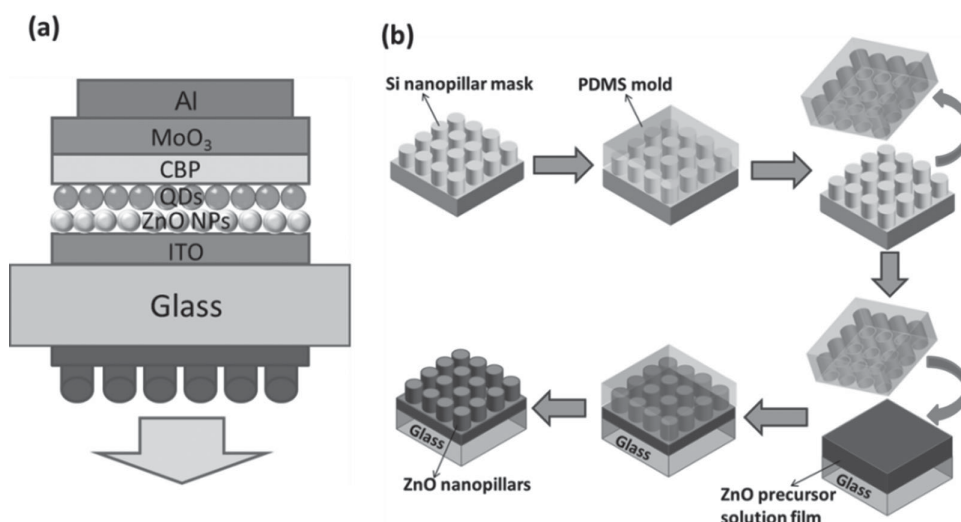 (a)
Al
MoO₃
CBP
QDs
ZnO NPs
ITO
Glass
(b)
Si nanopillar mask
PDMS mold
Glass
ZnO nanopillars
Glass
Glass
ZnO precursor
solution film